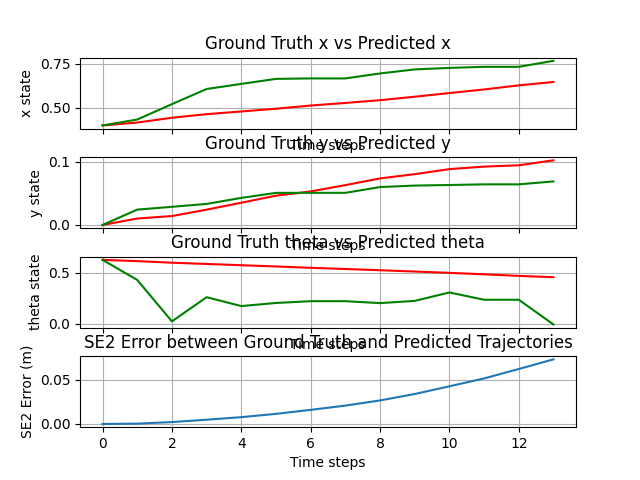 Ground Truth x vs Predicted x
0.75
0.50
x state
Time steps
Ground Truth y vs Predicted y
0.1
0.0
y state
Time steps
Ground Truth theta vs Predicted theta
0.5
0.0
theta state
Time steps
SE2 Error between Ground Truth and Predicted Trajectories
0.05
0.00
SE2 Error (m)
0 2 4 6 8 10 12
Time steps